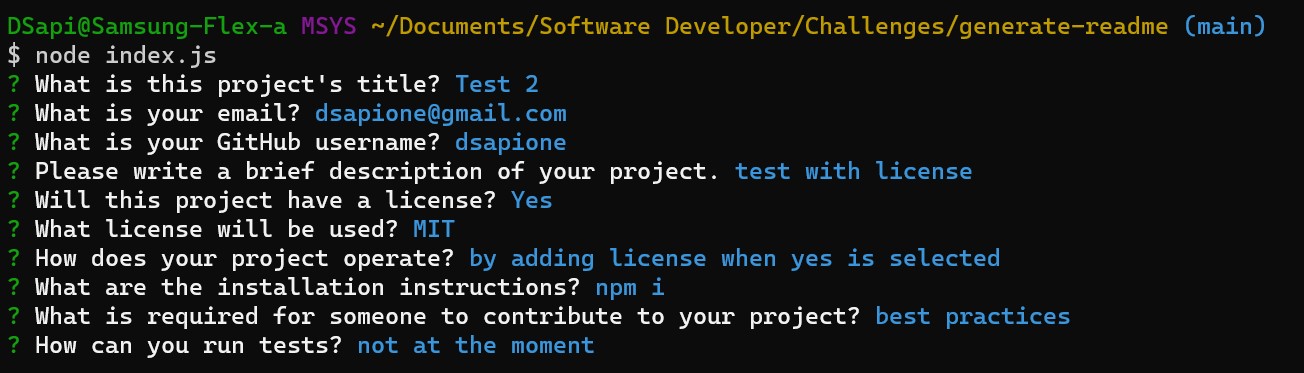 DSapi@Samsung-Flex-a MSYS ~/Documents/Software Developer/Challenges/generate-readme (main)
$ node index.js
? What is this project's title? Test 2
? What is your email? dsapione@gmail.com
? What is your GitHub username? dsapione
? Please write a brief description of your project. test with license
? Will this project have a license? Yes
? What license will be used? MIT
? How does your project operate? by adding license when yes is selected
? What are the installation instructions? npm i
? What is required for someone to contribute to your project? best practices
? How can you run tests? not at the moment